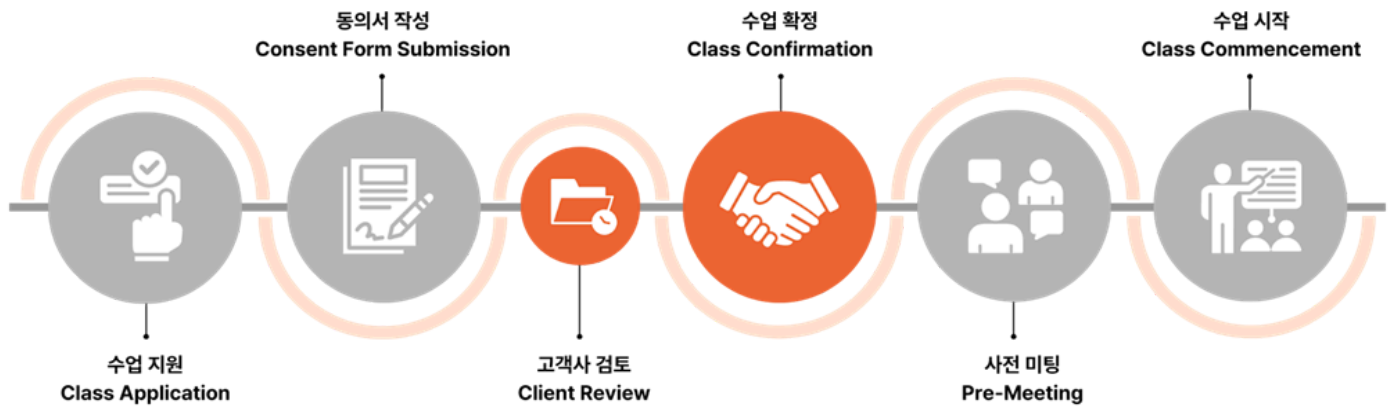 수업 지원
Class Application
동의서 작성
Consent Form Submission
고객사 검토
Client Review
수업 확정
Class Confirmation
사전 미팅
Pre-Meeting
수업 시작
Class Commencement